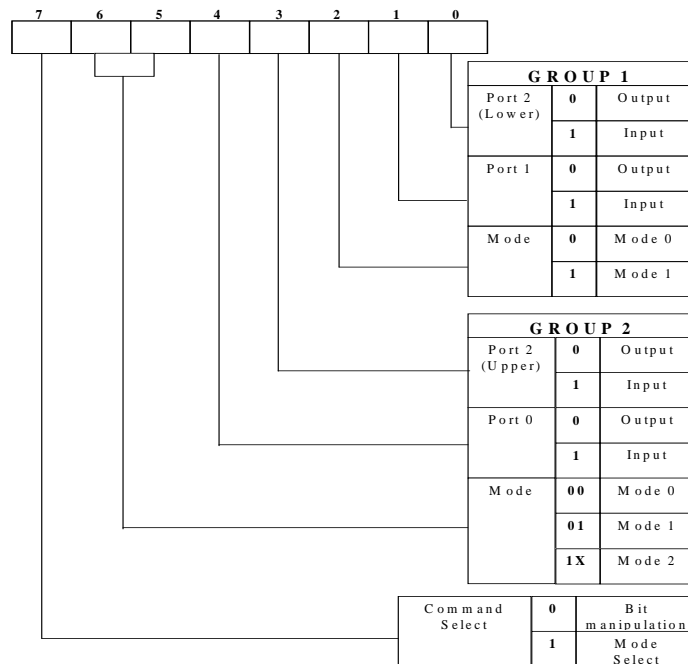 7 6 5 4 3 2 1 0
GROUP 1
Port 2 0 Output
(Lower)
1 Input
Port 1 0 Output
1 Input
Mode 0 Mode 0
1 Mode 1
GROUP 2
Port 2 0 Output
(Upper)
1 Input
Port 0 0 Output
1 Input
Mode 00 Mode 0
01 Mode 1
1X Mode 2
Command 0 Bit
Select manipulation
1 Mode
Select